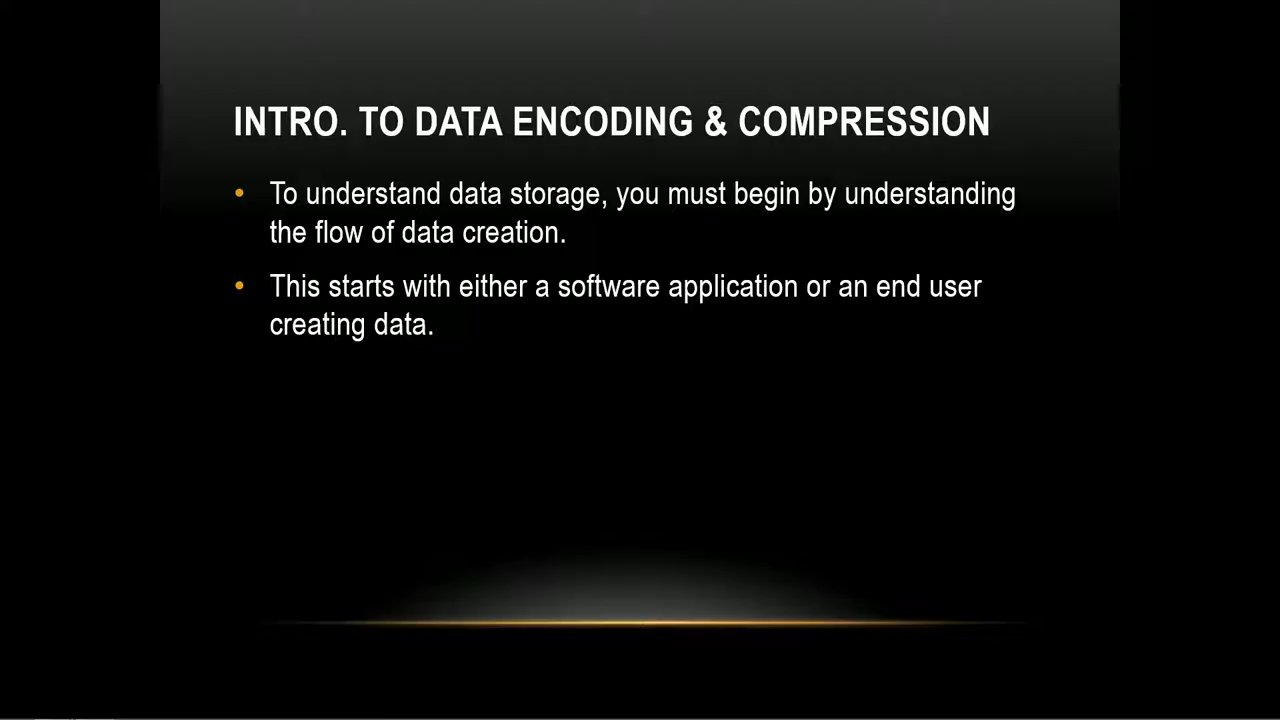 INTRO. TO DATA ENCODING & COMPRESSION
• To understand data storage, you must begin by understanding
the flow of data creation.
• This starts with either a software application or an end user
creating data.